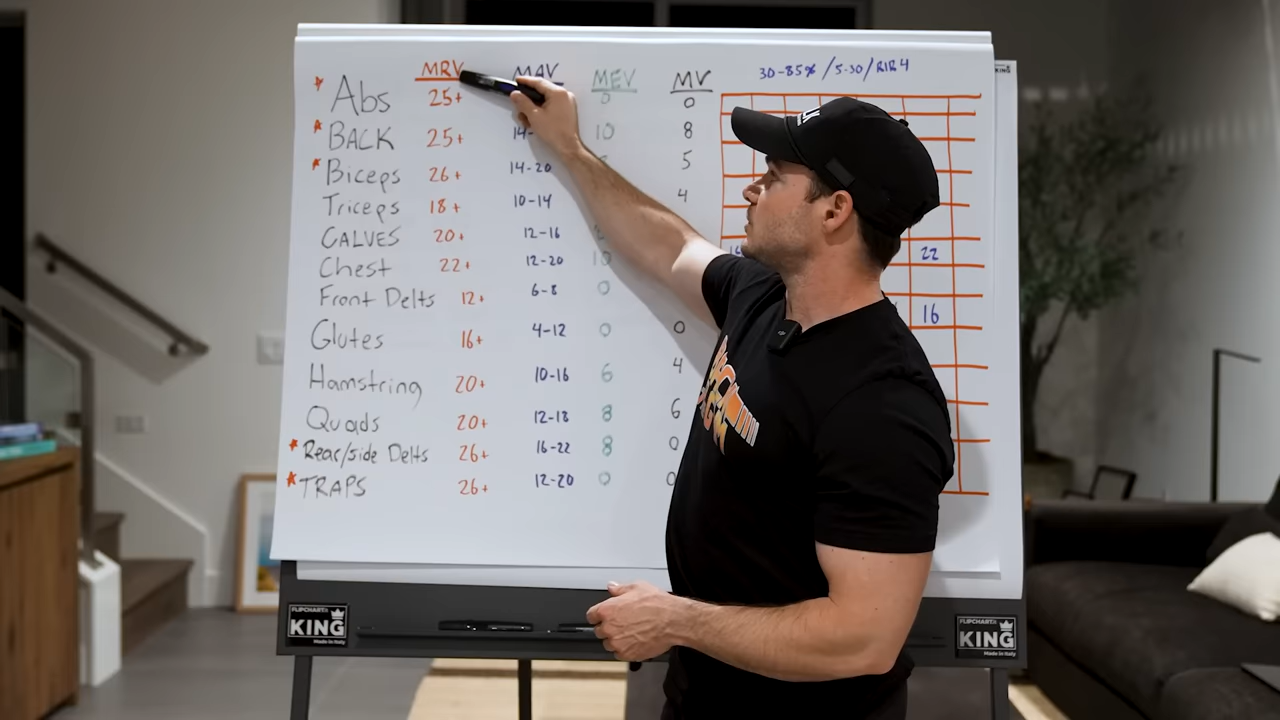 MRV MAV MEV MV 30-85% / 5-30 / RIR 4
* Abs 25+ 0 0
* BACK 25+ 14- 10 8
* Biceps 26+ 14-20 5
Triceps 18+ 10-14 4
CALVES 20+ 12-16
Chest 22+ 12-20 10 22
Front Delts 12+ 6-8 0 16
Glutes 16+ 4-12 0 0
Hamstring 20+ 10-16 6 4
Quads 20+ 12-18 8 6
* Rear/side Delts 26+ 16-22 8 0
* TRAPS 26+ 12-20 0 0
KING
FLIPCHART KING
Made in Italy
FLIPCHART KING
Made in Italy